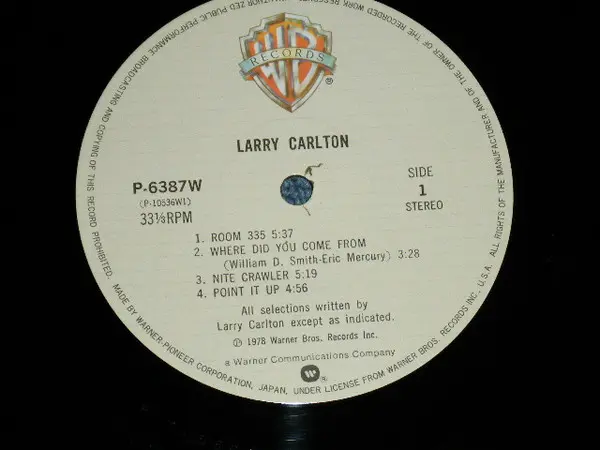 WB
RECORDS
®
LARRY CARLTON
P-6387W
(P-10536W1)
33⅓RPM
SIDE
1
STEREO
1. ROOM 335 5:37
2. WHERE DID YOU COME FROM
(William D. Smith-Eric Mercury) 3:28
3. NITE CRAWLER 5:19
4. POINT IT UP 4:56
All selections written by
Larry Carlton except as indicated.
℗ 1978 Warner Bros. Records Inc.
a Warner Communications Company
®
PUBLIC PERFORMANCE BROADCASTING AND COPYING OF THIS RECORD PROHIBITED. MADE BY WARNER-PIONEER CORPORATION, JAPAN, UNDER LICENSE FROM WARNER BROS. RECORDS INC., U.S.A. ALL RIGHTS OF THE MANUFACTURER AND OF THE OWNER OF THE RECORDED WORK